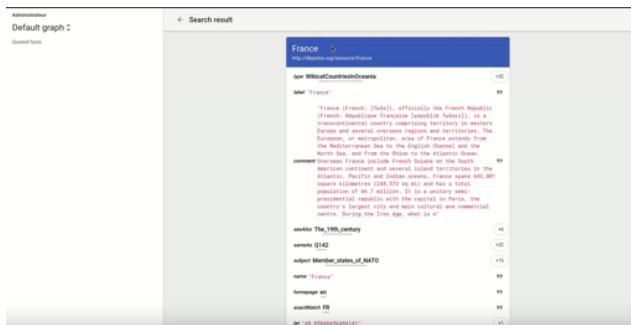 Administrateur
Default graph
Quoted facts
← Search result
France
http://dbpedia.org/resource/France
type WikicatCountriesInOceania
+32
label "France"
"France (French: [fʁɑ̃s]), officially the French Republic
(French: République française [ʁepyblik fʁɑ̃sɛz]), is a
transcontinental country comprising territory in western
Europe and several overseas regions and territories. The
European, or metropolitan, area of France extends from
the Mediterranean Sea to the English Channel and the
North Sea, and from the Rhine to the Atlantic Ocean.
comment Overseas France include French Guiana on the South
American continent and several island territories in the
Atlantic, Pacific and Indian oceans. France spans 643,801
square kilometres (248,573 sq mi) and has a total
population of 66.7 million. It is a unitary semi-
presidential republic with the capital in Paris, the
country's largest city and main cultural and commercial
centre. During the Iron Age, what is n"
seeAlso The_19th_century
+6
sameAs Q142
+32
subject Member_states_of_NATO
+15
name "France"
homepage en
exactMatch FR